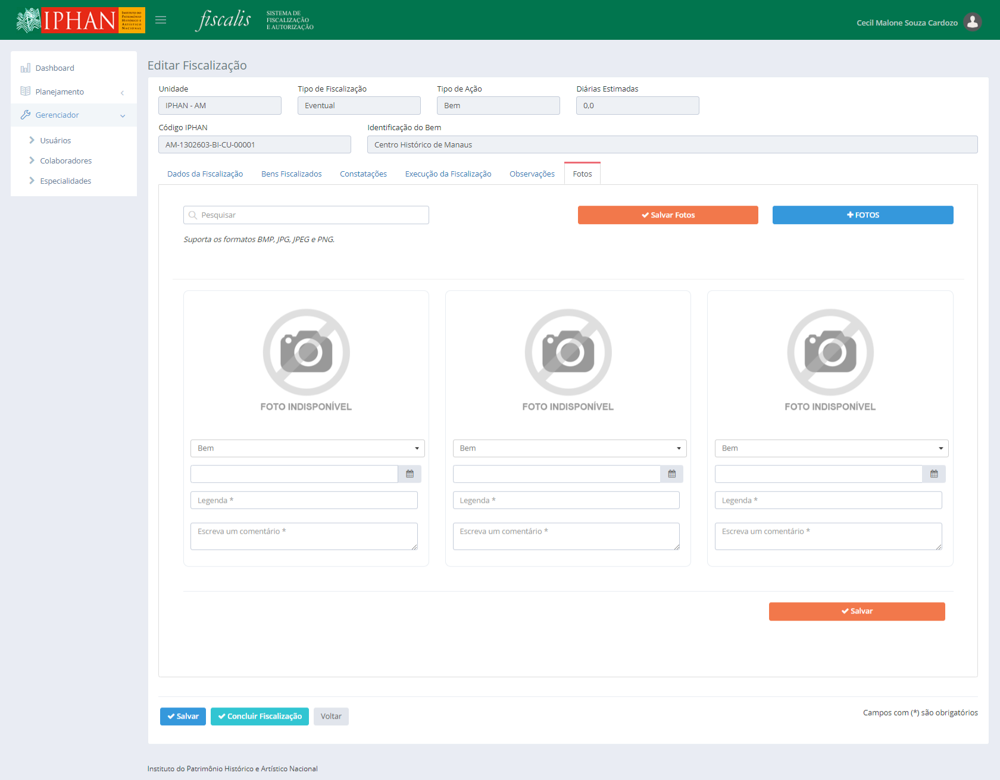 IPHAN
INSTITUTO DO
PATRIMÔNIO
HISTÓRICO E
ARTÍSTICO
NACIONAL
fiscalis
SISTEMA DE
FISCALIZAÇÃO
E AUTORIZAÇÃO
Cecil Malone Souza Cardozo
Dashboard
Planejamento
Gerenciador
Usuários
Colaboradores
Especialidades
Editar Fiscalização
Unidade Tipo de Fiscalização Tipo de Ação Diárias Estimadas
IPHAN - AM Eventual Bem 0,0
Código IPHAN Identificação do Bem
AM-1302603-BI-CU-00001 Centro Histórico de Manaus
Dados da Fiscalização Bens Fiscalizados Constatações Execução da Fiscalização Observações Fotos
Pesquisar Salvar Fotos +FOTOS
Suporta os formatos BMP, JPG, JPEG e PNG.
FOTO INDISPONÍVEL FOTO INDISPONÍVEL FOTO INDISPONÍVEL
Bem Bem Bem
Legenda * Legenda * Legenda *
Escreva um comentário * Escreva um comentário * Escreva um comentário *
Salvar
Salvar Concluir Fiscalização Voltar Campos com (*) são obrigatórios
Instituto do Patrimônio Histórico e Artístico Nacional